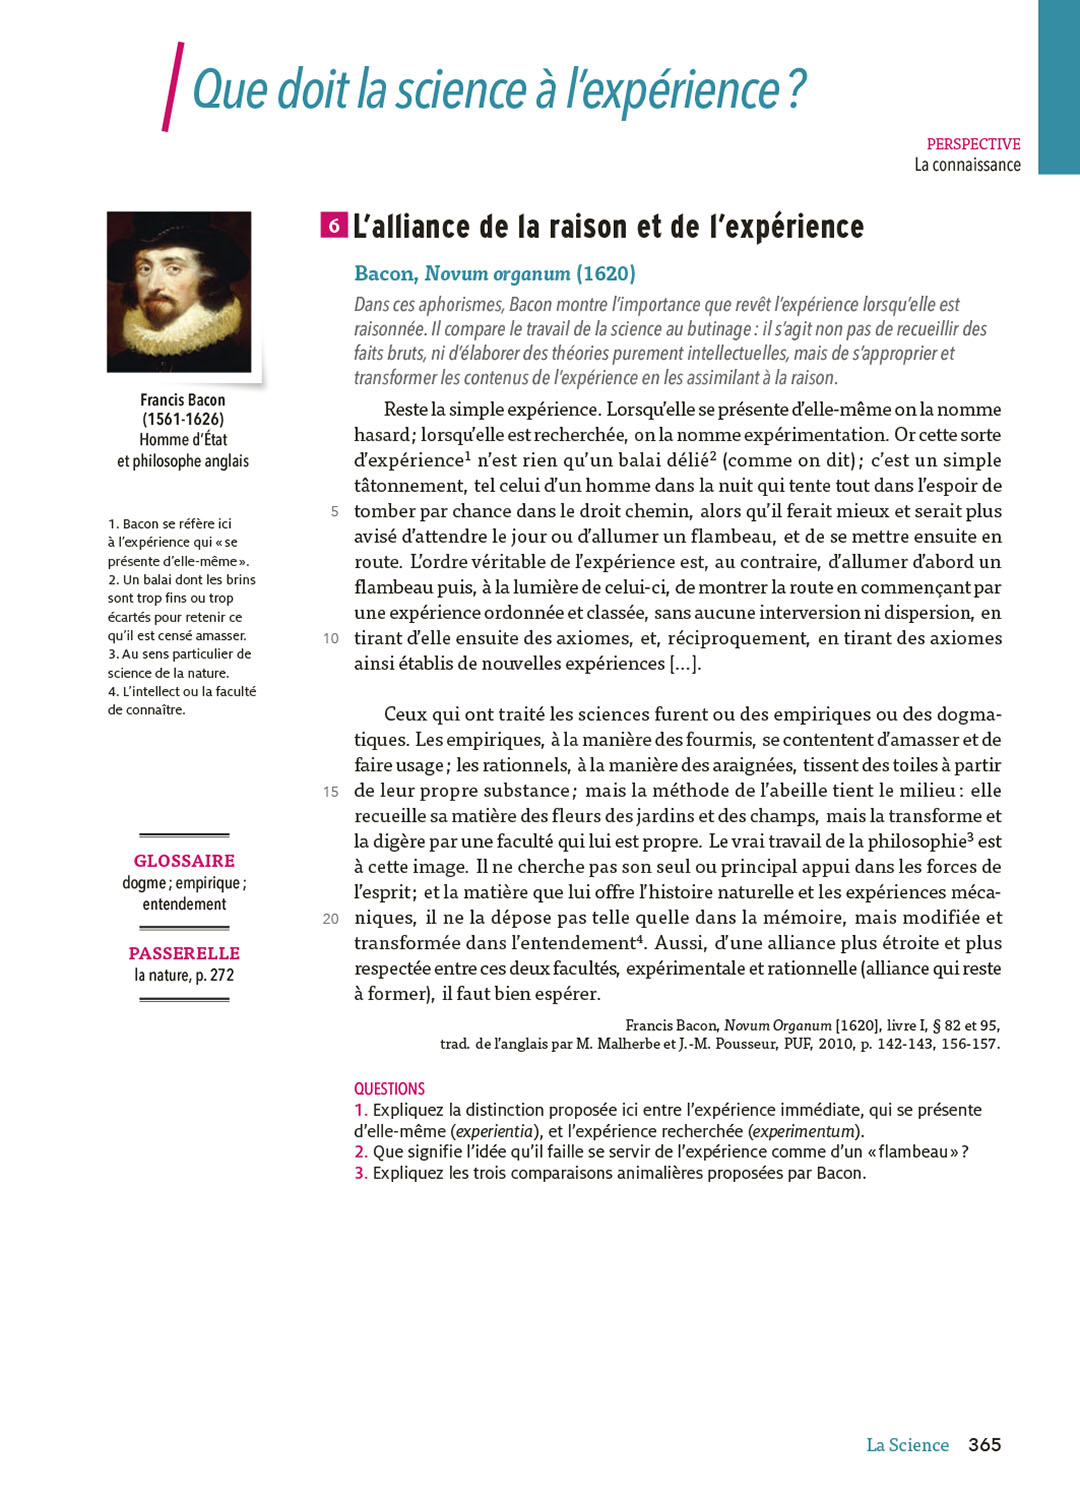 Que doit la science à l'expérience ?
PERSPECTIVE
La connaissance
6 L'alliance de la raison et de l'expérience
Bacon, Novum organum (1620)
Dans ces aphorismes, Bacon montre l'importance que revêt l'expérience lorsqu'elle est
raisonnée. Il compare le travail de la science au butinage : il s'agit non pas de recueillir des
faits bruts, ni d'élaborer des théories purement intellectuelles, mais de s'approprier et
transformer les contenus de l'expérience en les assimilant à la raison.
Francis Bacon
(1561-1626)
Homme d'État
et philosophe anglais
1. Bacon se réfère ici
à l'expérience qui « se
présente d'elle-même ».
2. Un balai dont les brins
sont trop fins ou trop
écartés pour retenir ce
qu'il est censé amasser.
3. Au sens particulier de
science de la nature.
4. L'intellect ou la faculté
de connaître.
GLOSSAIRE
dogme ; empirique ;
entendement
PASSERELLE
la nature, p. 272
Reste la simple expérience. Lorsqu'elle se présente d'elle-même on la nomme
hasard ; lorsqu'elle est recherchée, on la nomme expérimentation. Or cette sorte
d'expérience1 n'est rien qu'un balai délié2 (comme on dit) ; c'est un simple
tâtonnement, tel celui d'un homme dans la nuit qui tente tout dans l'espoir de
5 tomber par chance dans le droit chemin, alors qu'il ferait mieux et serait plus
avisé d'attendre le jour ou d'allumer un flambeau, et de se mettre ensuite en
route. L'ordre véritable de l'expérience est, au contraire, d'allumer d'abord un
flambeau puis, à la lumière de celui-ci, de montrer la route en commençant par
une expérience ordonnée et classée, sans aucune interversion ni dispersion, en
10 tirant d'elle ensuite des axiomes, et, réciproquement, en tirant des axiomes
ainsi établis de nouvelles expériences [...].
Ceux qui ont traité les sciences furent ou des empiriques ou des dogma-
tiques. Les empiriques, à la manière des fourmis, se contentent d'amasser et de
faire usage ; les rationnels, à la manière des araignées, tissent des toiles à partir
15 de leur propre substance ; mais la méthode de l'abeille tient le milieu : elle
recueille sa matière des fleurs des jardins et des champs, mais la transforme et
la digère par une faculté qui lui est propre. Le vrai travail de la philosophie3 est
à cette image. Il ne cherche pas son seul ou principal appui dans les forces de
l'esprit ; et la matière que lui offre l'histoire naturelle et les expériences méca-
20 niques, il ne la dépose pas telle quelle dans la mémoire, mais modifiée et
transformée dans l'entendement4. Aussi, d'une alliance plus étroite et plus
respectée entre ces deux facultés, expérimentale et rationnelle (alliance qui reste
à former), il faut bien espérer.
Francis Bacon, Novum Organum [1620], livre I, § 82 et 95,
trad. de l'anglais par M. Malherbe et J.-M. Pousseur, PUF, 2010, p. 142-143, 156-157.
QUESTIONS
1. Expliquez la distinction proposée ici entre l'expérience immédiate, qui se présente
d'elle-même (experientia), et l'expérience recherchée (experimentum).
2. Que signifie l'idée qu'il faille se servir de l'expérience comme d'un « flambeau » ?
3. Expliquez les trois comparaisons animalières proposées par Bacon.
La Science 365